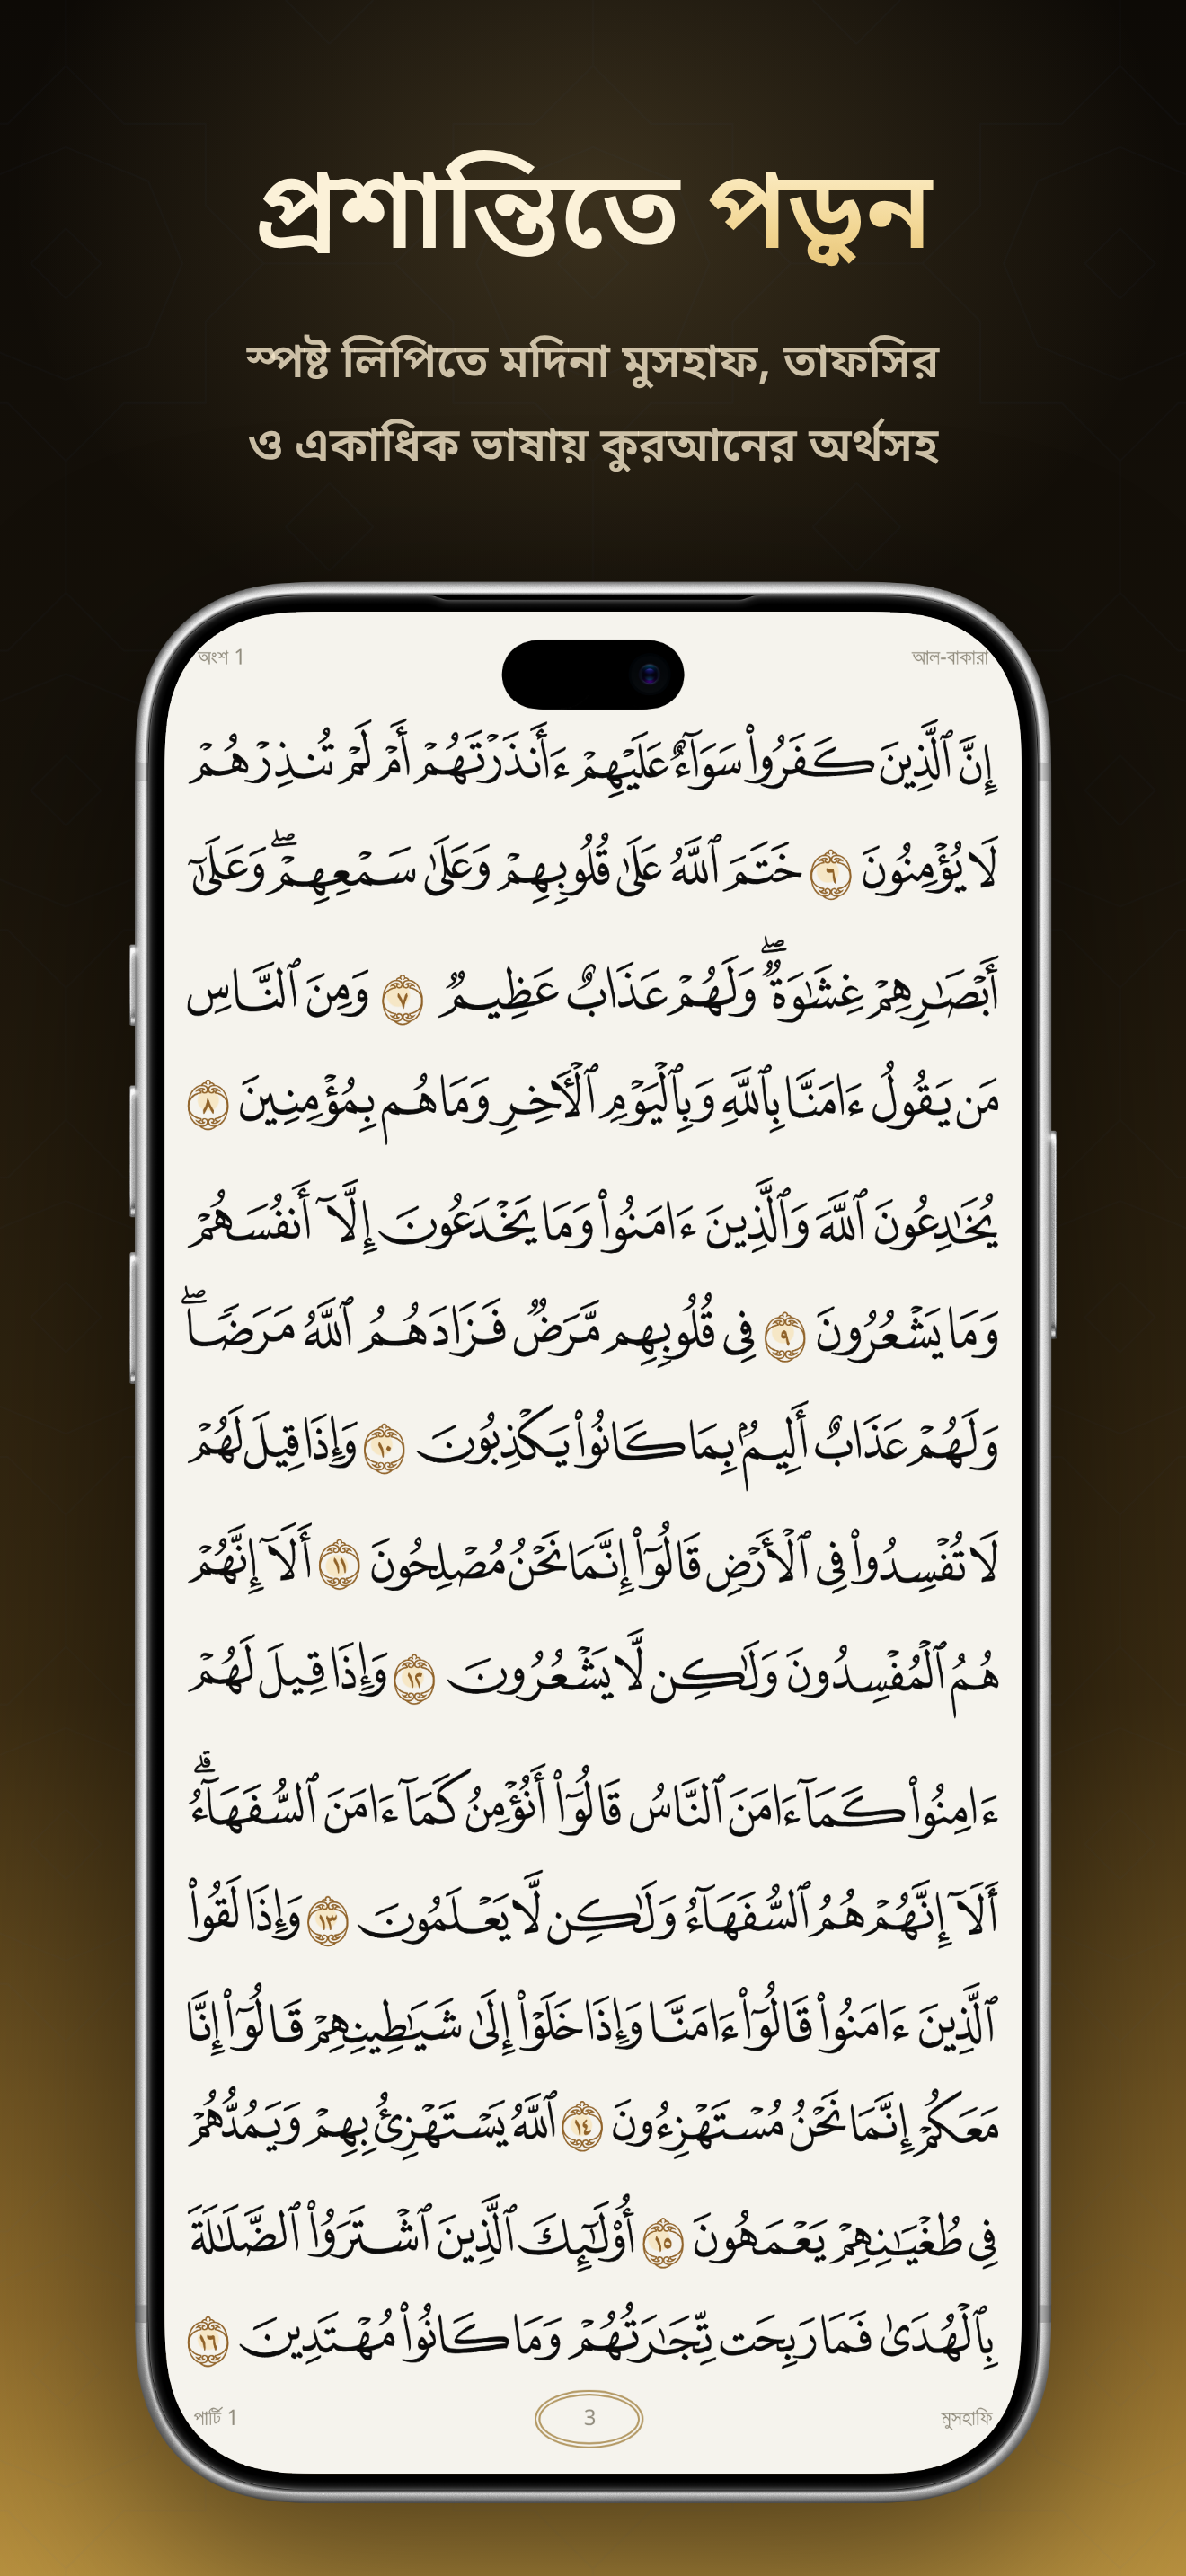 প্রশান্তিতে পড়ুন
স্পষ্ট লিপিতে মদিনা মুসহাফ, তাফসির
ও একাধিক ভাষায় কুরআনের অর্থসহ
অংশ 1
আল-বাকারা
إِنَّ ٱلَّذِينَ كَفَرُوا۟ سَوَآءٌ عَلَيْهِمْ ءَأَنذَرْتَهُمْ أَمْ لَمْ تُنذِرْهُمْ
لَا يُؤْمِنُونَ ٦ خَتَمَ ٱللَّهُ عَلَىٰ قُلُوبِهِمْ وَعَلَىٰ سَمْعِهِمْ ۖ وَعَلَىٰٓ
أَبْصَـٰرِهِمْ غِشَـٰوَةٌ ۖ وَلَهُمْ عَذَابٌ عَظِيمٌ ٧ وَمِنَ ٱلنَّاسِ
مَن يَقُولُ ءَامَنَّا بِٱللَّهِ وَبِٱلْيَوْمِ ٱلْـَٔاخِرِ وَمَا هُم بِمُؤْمِنِينَ ٨
يُخَـٰدِعُونَ ٱللَّهَ وَٱلَّذِينَ ءَامَنُوا۟ وَمَا يَخْدَعُونَ إِلَّآ أَنفُسَهُمْ
وَمَا يَشْعُرُونَ ٩ فِى قُلُوبِهِم مَّرَضٌ فَزَادَهُمُ ٱللَّهُ مَرَضًا ۖ
وَلَهُمْ عَذَابٌ أَلِيمٌۢ بِمَا كَانُوا۟ يَكْذِبُونَ ١٠ وَإِذَا قِيلَ لَهُمْ
لَا تُفْسِدُوا۟ فِى ٱلْأَرْضِ قَالُوٓا۟ إِنَّمَا نَحْنُ مُصْلِحُونَ ١١ أَلَآ إِنَّهُمْ
هُمُ ٱلْمُفْسِدُونَ وَلَـٰكِن لَّا يَشْعُرُونَ ١٢ وَإِذَا قِيلَ لَهُمْ
ءَامِنُوا۟ كَمَآ ءَامَنَ ٱلنَّاسُ قَالُوٓا۟ أَنُؤْمِنُ كَمَآ ءَامَنَ ٱلسُّفَهَآءُ ۗ
أَلَآ إِنَّهُمْ هُمُ ٱلسُّفَهَآءُ وَلَـٰكِن لَّا يَعْلَمُونَ ١٣ وَإِذَا لَقُوا۟
ٱلَّذِينَ ءَامَنُوا۟ قَالُوٓا۟ ءَامَنَّا وَإِذَا خَلَوْا۟ إِلَىٰ شَيَـٰطِينِهِمْ قَالُوٓا۟ إِنَّا
مَعَكُمْ إِنَّمَا نَحْنُ مُسْتَهْزِءُونَ ١٤ ٱللَّهُ يَسْتَهْزِئُ بِهِمْ وَيَمُدُّهُمْ
فِى طُغْيَـٰنِهِمْ يَعْمَهُونَ ١٥ أُو۟لَـٰٓئِكَ ٱلَّذِينَ ٱشْتَرَوُا۟ ٱلضَّلَـٰلَةَ
بِٱلْهُدَىٰ فَمَا رَبِحَت تِّجَـٰرَتُهُمْ وَمَا كَانُوا۟ مُهْتَدِينَ ١٦
পার্টি 1
3
মুসহাফি